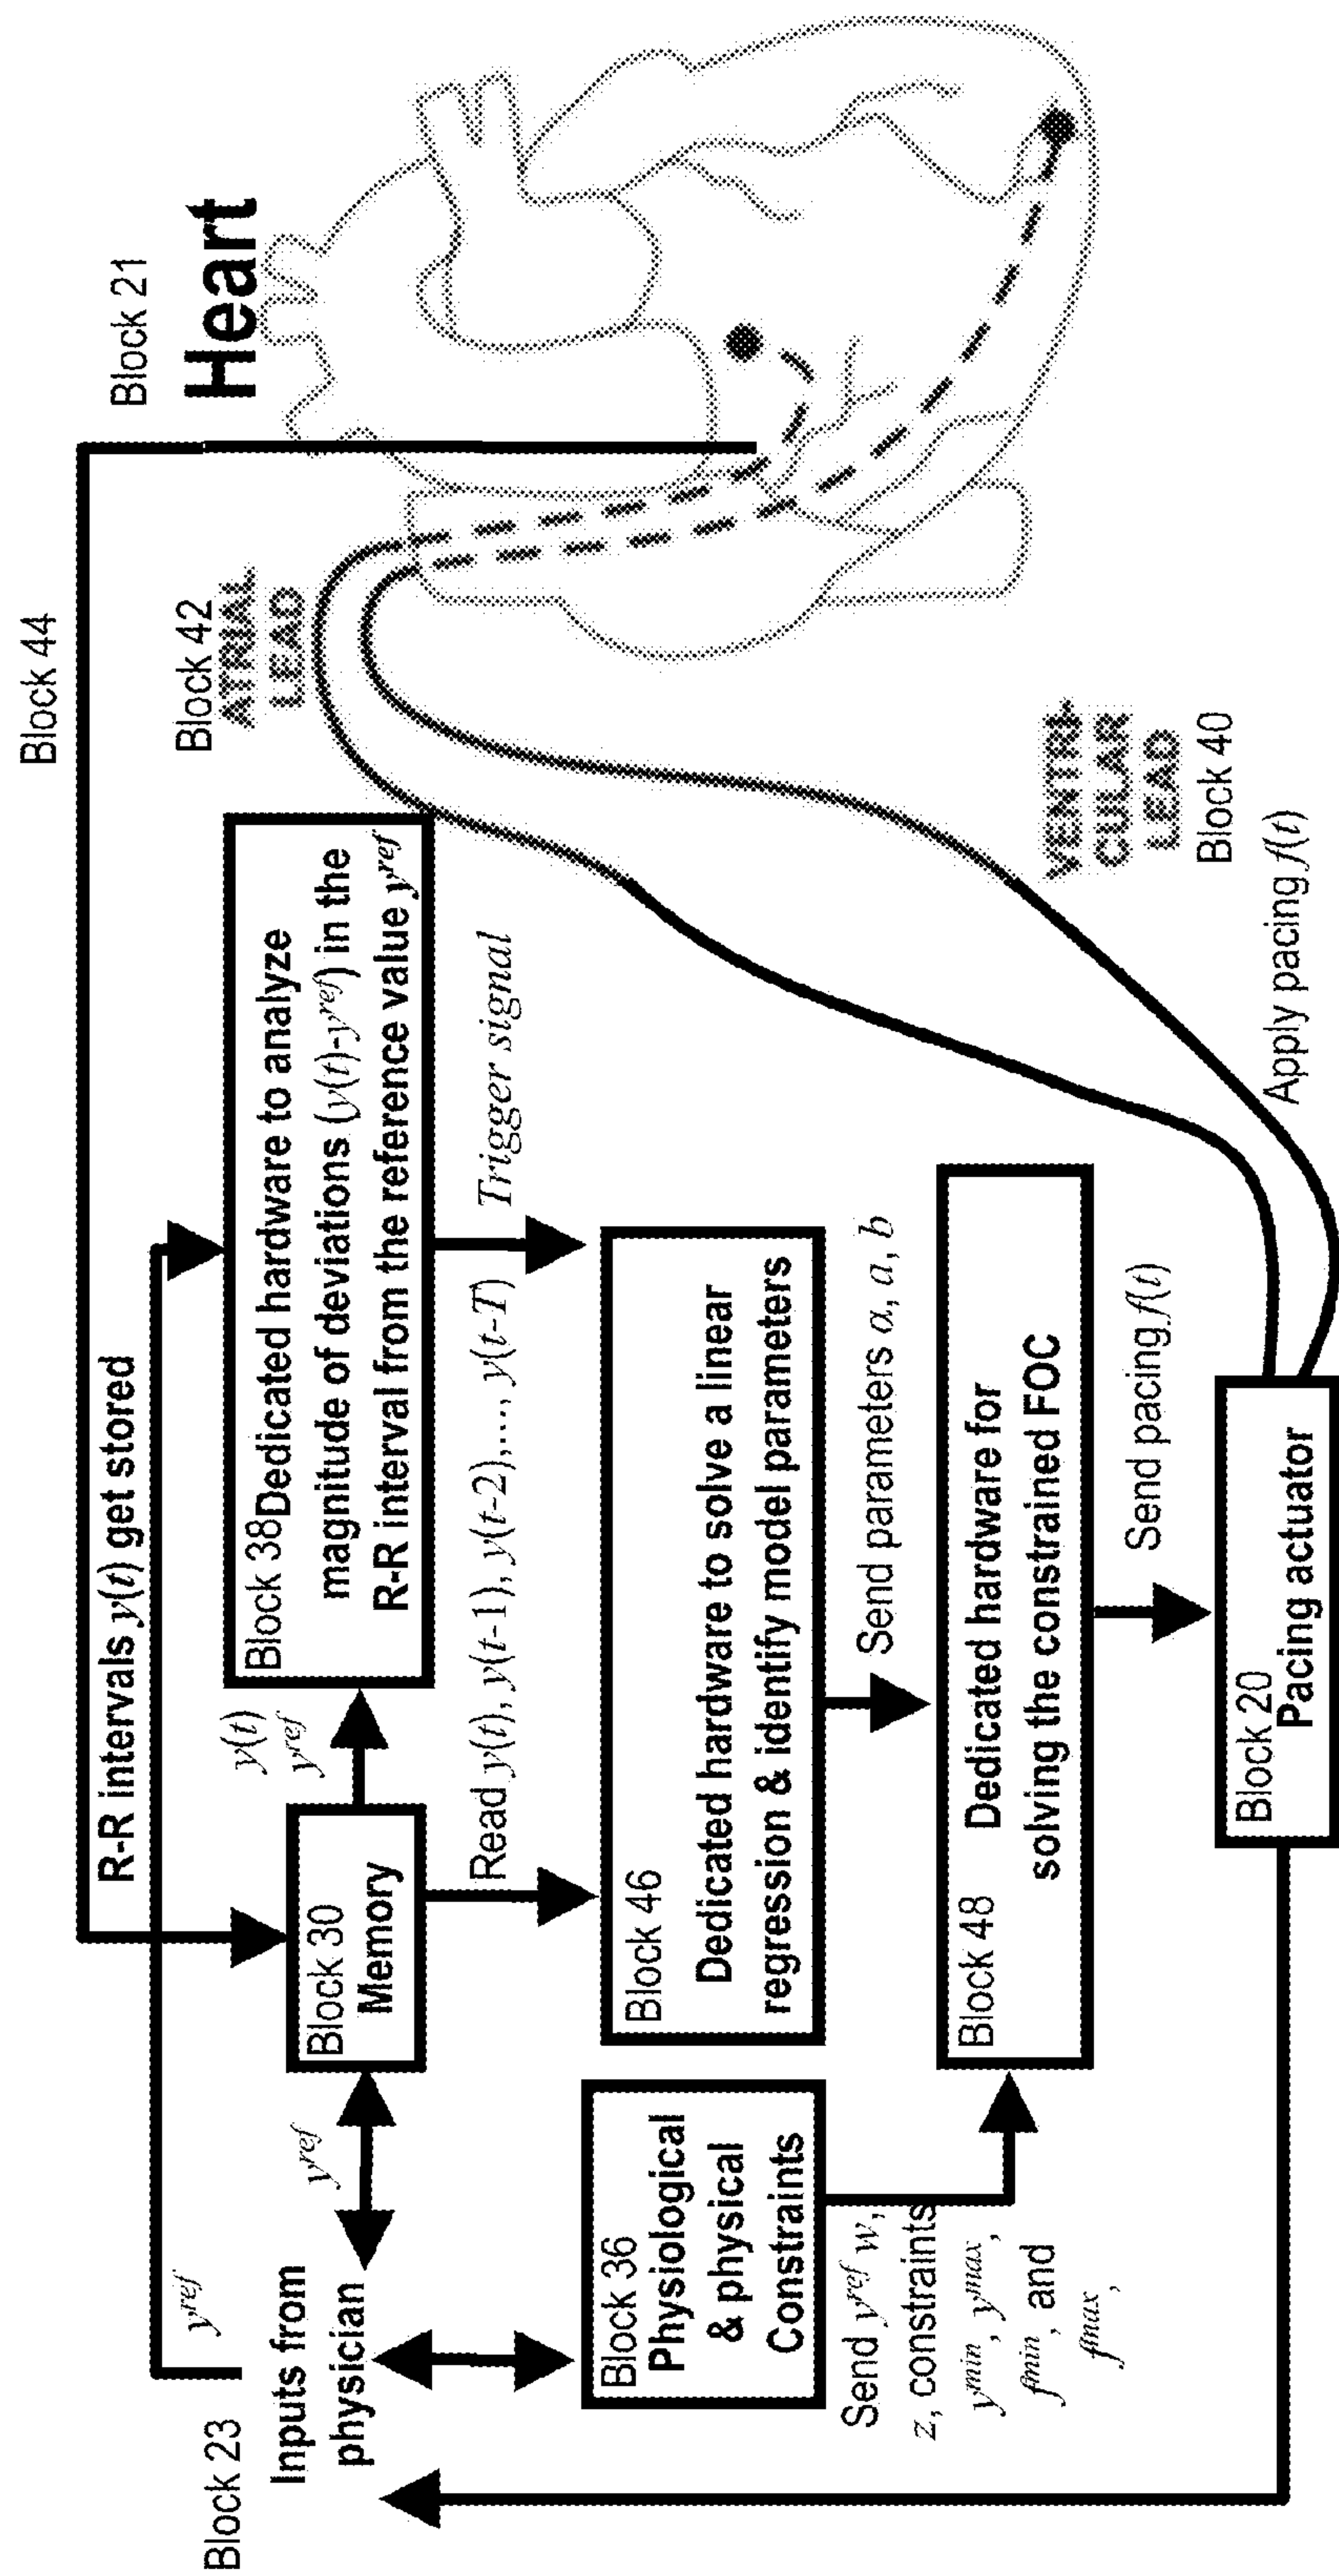 Block 44
Block 21
Heart
Block 42
ATRIAL
LEAD
VENTRI-
CUILAR
LEAD
Block 40
Apply pacing f(t)
R-R intervals y(t) get stored
Block 38 Dedicated hardware to analyze
magnitude of deviations (y(t)-y^ref) in the
R-R interval from the reference value y^ref
Trigger signal
y(t)
y^ref
Block 30
Memory
Read y(t), y(t-1), y(t-2),..., y(t-T)
Block 46
Dedicated hardware to solve a linear
regression & identify model parameters
Send parameters α, a, b
Block 48
Dedicated hardware for
solving the constrained FOC
Send pacing f(t)
Block 20
Pacing actuator
y^ref
y^ref
Block 23
Inputs from
physician
Block 36
Physiological
& physical
Constraints
Send y^ref w,
z, constraints
y^min, y^max,
f^min, and
f^max,